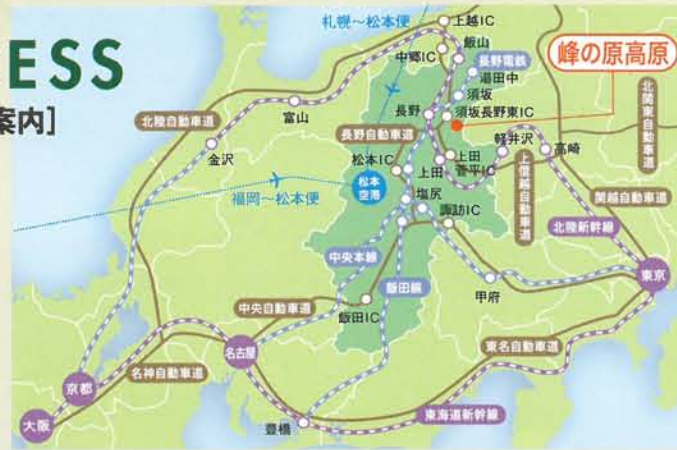 ESS
案内]
札幌～松本便
上越IC
中郷IC
飯山
長野電鉄
湯田中
峰の原高原
須坂
長野
須坂長野東IC
北陸自動車道
富山
金沢
長野自動車道
軽井沢
高崎
北関東自動車道
松本IC
上田
上田
菅平IC
上信越自動車道
関越自動車道
福岡～松本便
松本
空港
塩尻
諏訪IC
北陸新幹線
東京
中央本線
飯田線
甲府
中央自動車道
飯田IC
名古屋
東名自動車道
京都
名神自動車道
東海道新幹線
大阪
豊橋